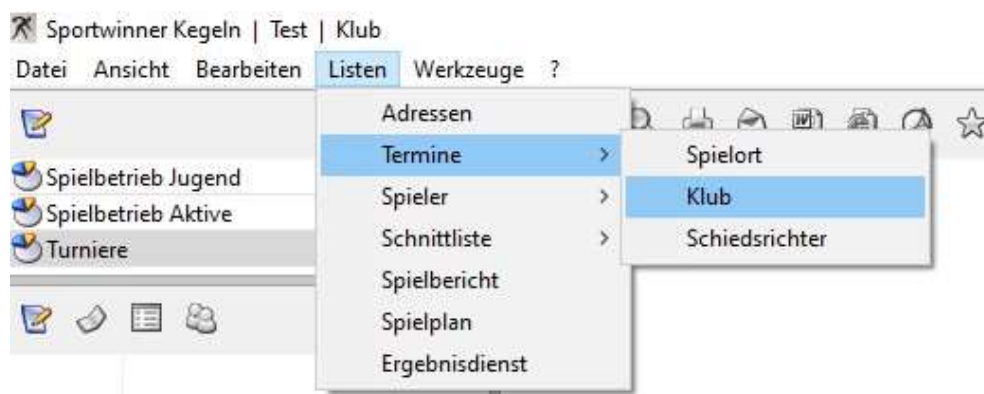 Sportwinner Kegeln | Test | Klub
Datei Ansicht Bearbeiten Listen Werkzeuge ?
Adressen
Termine
Spieler
Schnittliste
Spielbericht
Spielplan
Ergebnisdienst
Spielort
Klub
Schiedsrichter
Spielbetrieb Jugend
Spielbetrieb Aktive
Turniere